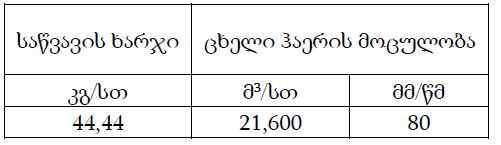 საწვავის ხარჯი ცხელი ჰაერის მოცულობა
კგ/სთ მ³/სთ მმ/წმ
44,44 21,600 80